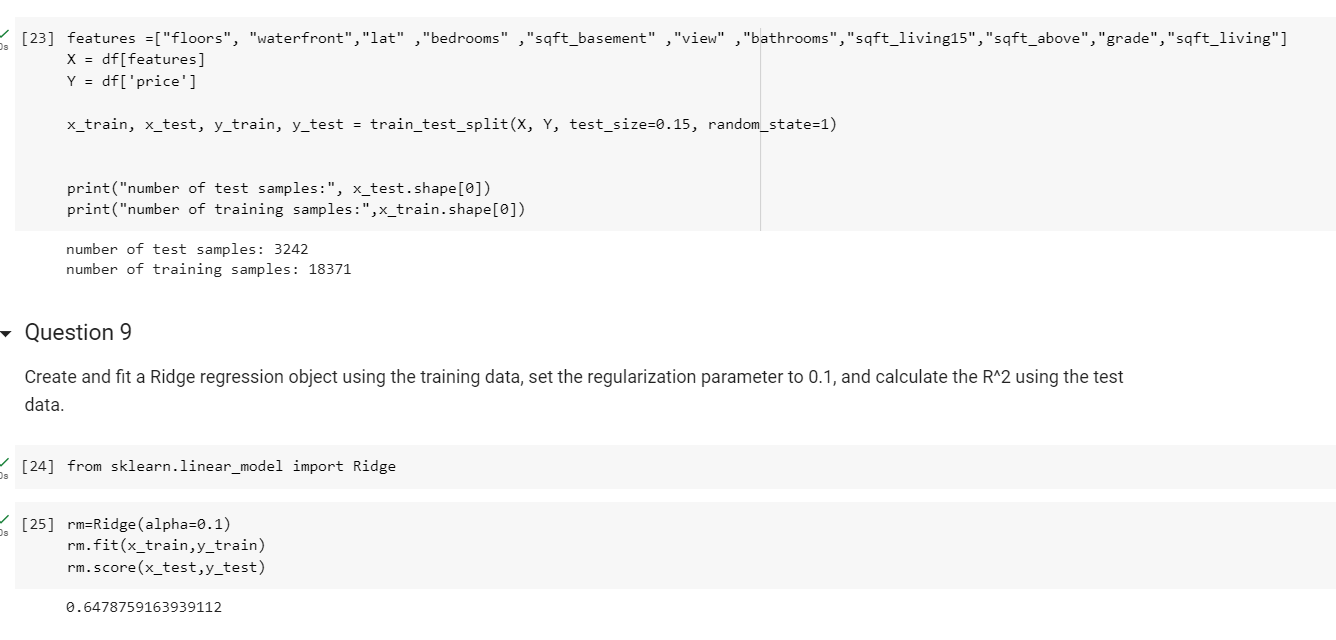 [23] features =["floors", "waterfront","lat" ,"bedrooms" ,"sqft_basement" ,"view" ,"bathrooms","sqft_living15","sqft_above","grade","sqft_living"]
0s
X = df[features]
Y = df['price']
x_train, x_test, y_train, y_test = train_test_split(X, Y, test_size=0.15, random_state=1)
print("number of test samples:", x_test.shape[0])
print("number of training samples:",x_train.shape[0])
number of test samples: 3242
number of training samples: 18371
Question 9
Create and fit a Ridge regression object using the training data, set the regularization parameter to 0.1, and calculate the R^2 using the test
data.
[24] from sklearn.linear_model import Ridge
0s
[25] rm=Ridge(alpha=0.1)
0s
rm.fit(x_train,y_train)
rm.score(x_test,y_test)
0.6478759163939112